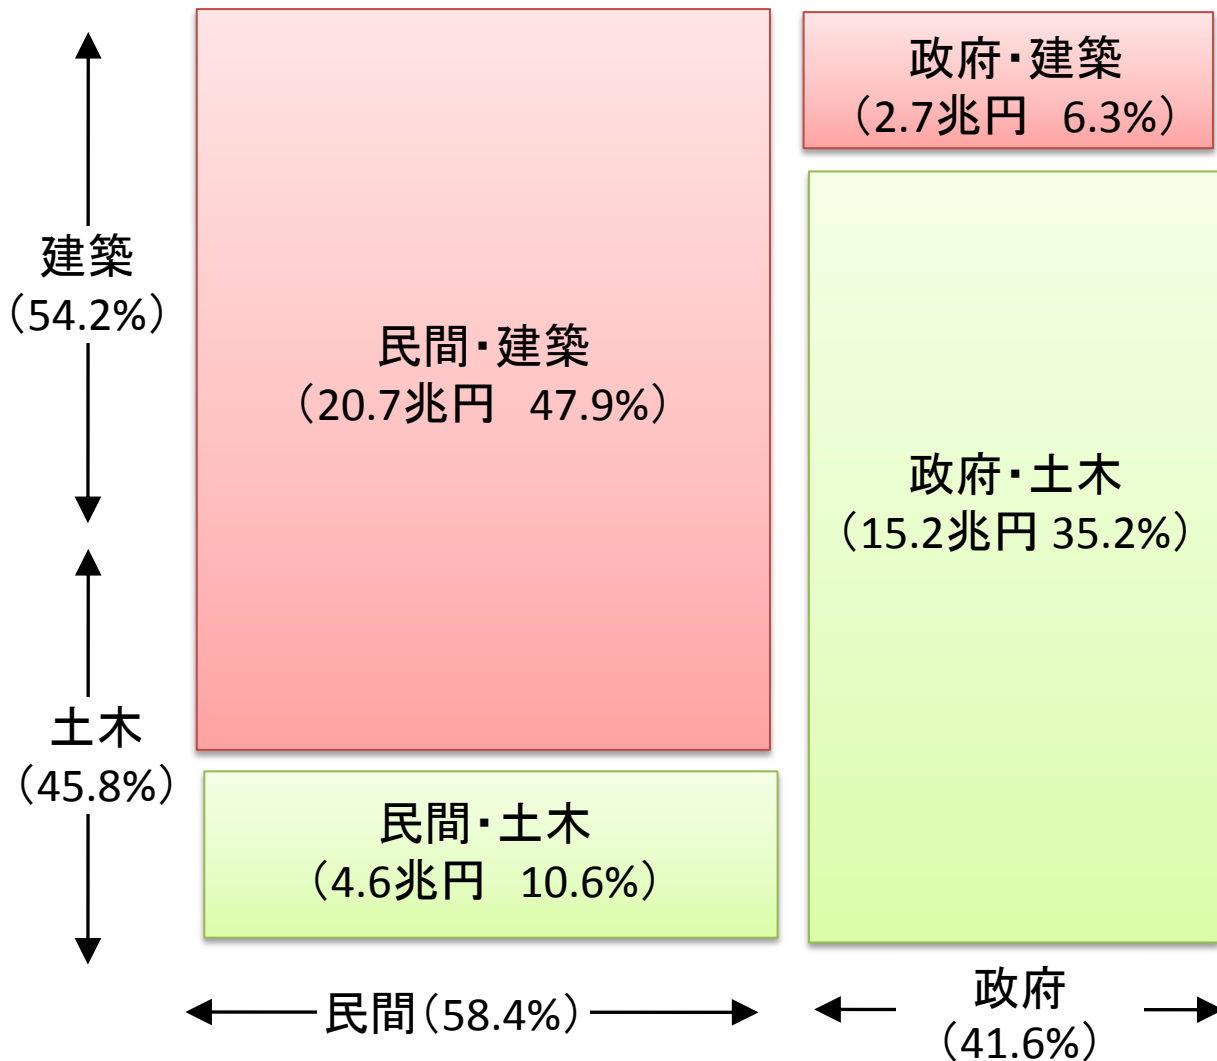 政府・建築
（2.7兆円　6.3%）
建築
（54.2%）
民間・建築
（20.7兆円　47.9%）
政府・土木
（15.2兆円 35.2%）
土木
（45.8%）
民間・土木
（4.6兆円　10.6%）
民間（58.4%）
政府
（41.6%）